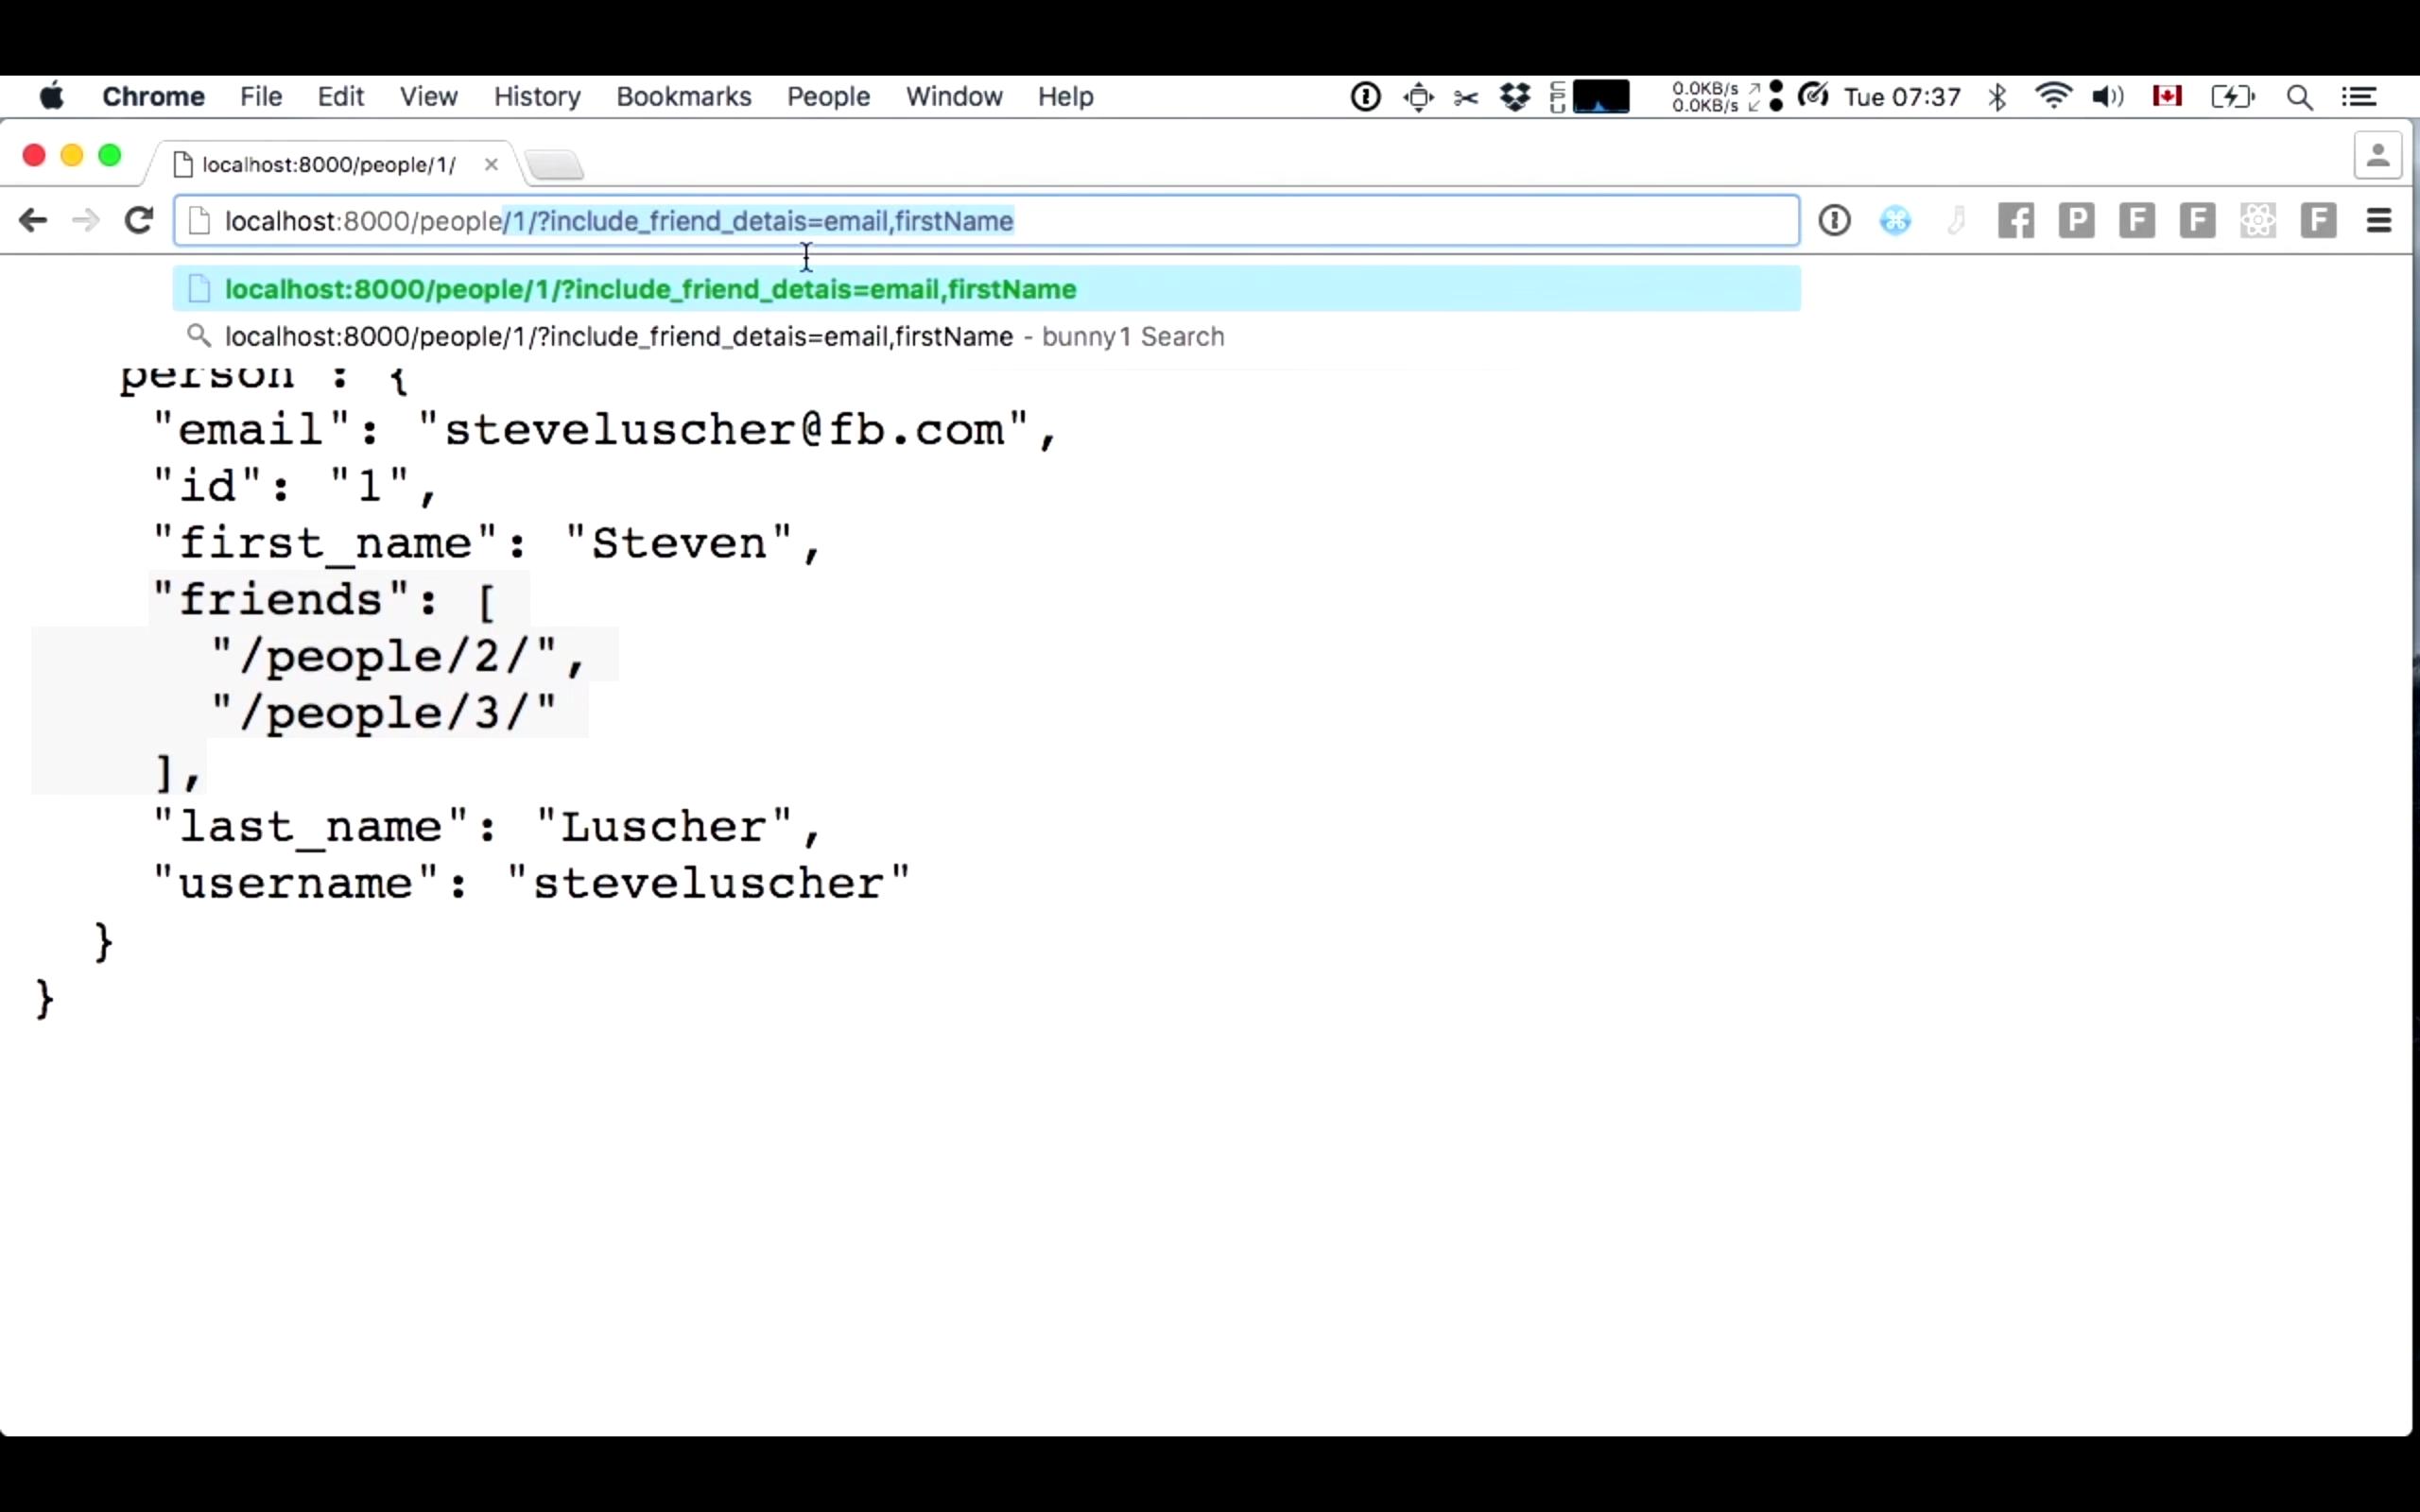 Chrome File Edit View History Bookmarks People Window Help CPU 0.0KB/s 0.0KB/s Tue 07:37
localhost:8000/people/1/
localhost:8000/people/1/?include_friend_detais=email,firstName
localhost:8000/people/1/?include_friend_detais=email,firstName
localhost:8000/people/1/?include_friend_detais=email,firstName - bunny1 Search
person : {
"email": "steveluscher@fb.com",
"id": "1",
"first_name": "Steven",
"friends": [
"/people/2/",
"/people/3/"
],
"last_name": "Luscher",
"username": "steveluscher"
}
}